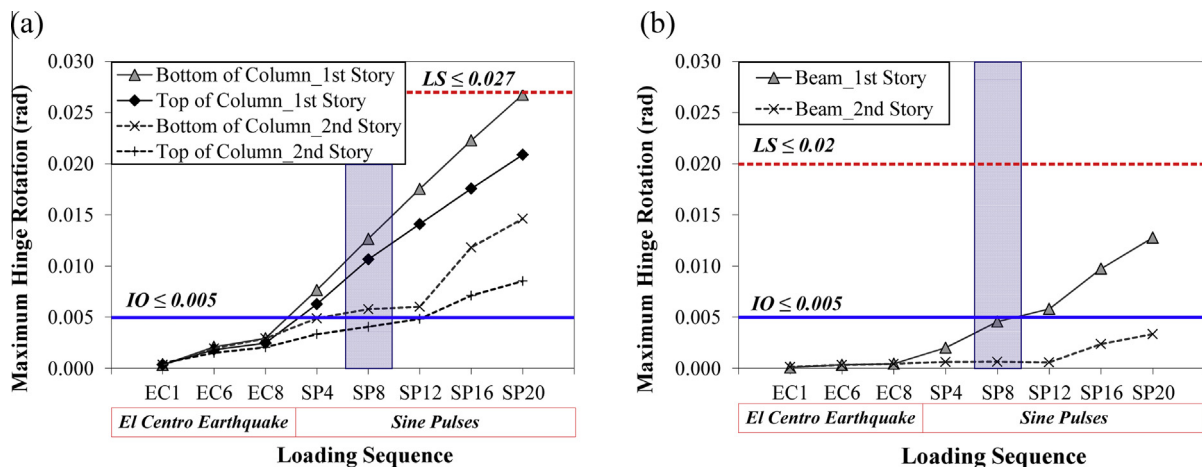 (a)
Maximum Hinge Rotation (rad)
0.030
0.025
0.020
0.015
0.010
0.005
0.000
Bottom of Column_1st Story
Top of Column_1st Story
Bottom of Column_2nd Story
Top of Column_2nd Story
LS ≤ 0.027
IO ≤ 0.005
EC1 EC6 EC8 SP4 SP8 SP12 SP16 SP20
El Centro Earthquake Sine Pulses
Loading Sequence
(b)
Maximum Hinge Rotation (rad)
0.030
0.025
0.020
0.015
0.010
0.005
0.000
Beam_1st Story
Beam_2nd Story
LS ≤ 0.02
IO ≤ 0.005
EC1 EC6 EC8 SP4 SP8 SP12 SP16 SP20
El Centro Earthquake Sine Pulses
Loading Sequence